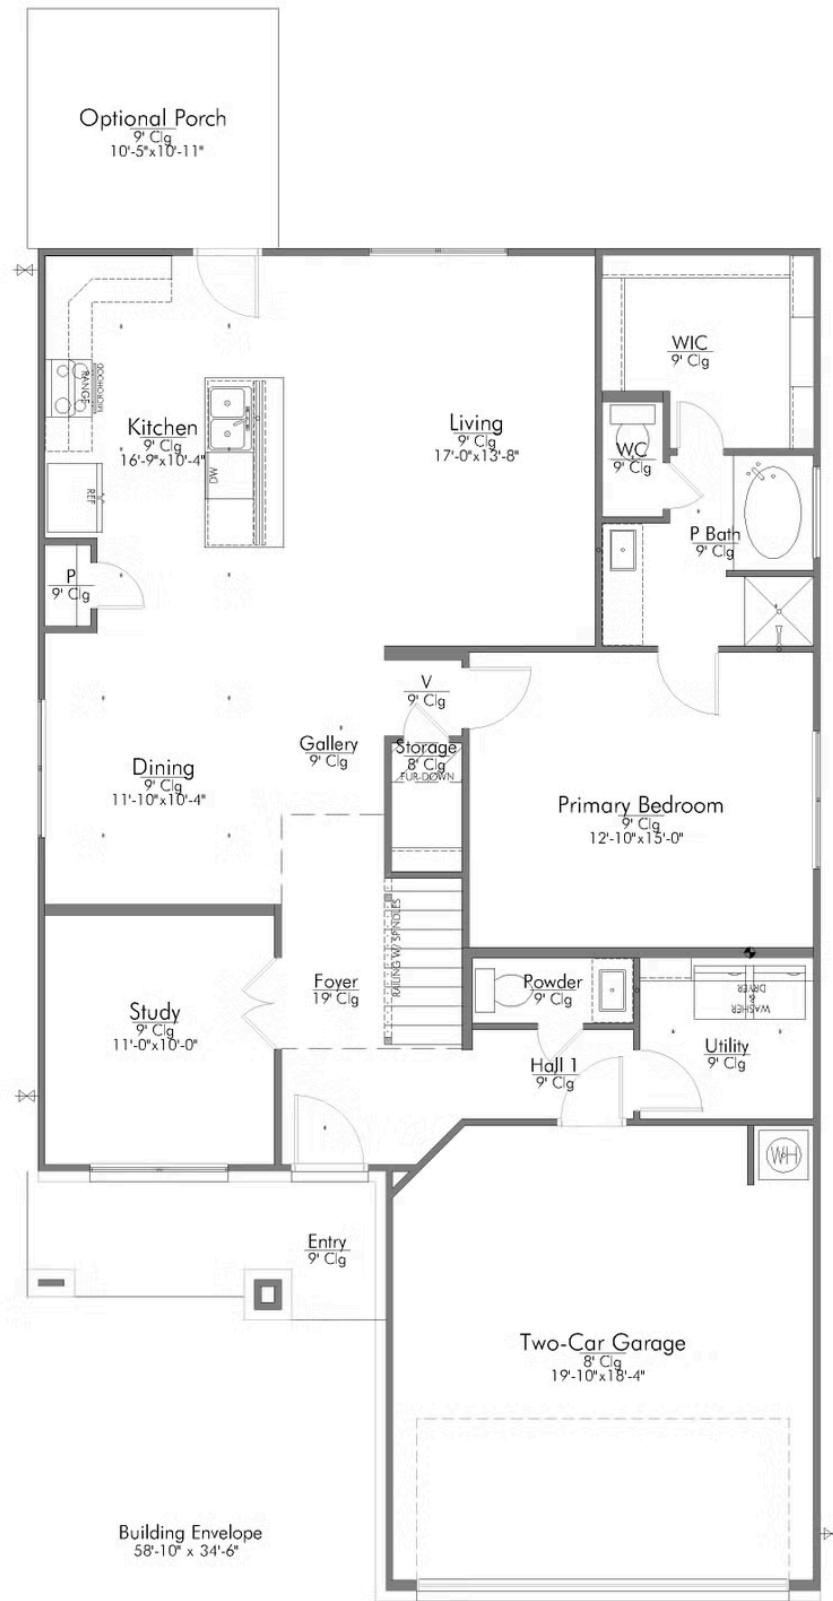 Optional Porch
9' Clg
10'-5"x10'-11"
WIC
9' Clg
RANGE
MICROHOOD
Kitchen
9' Clg
16'-9"x10'-4"
Living
9' Clg
17'-0"x13'-8"
WC
9' Clg
DW
REF
P Bath
9' Clg
P
9' Clg
V
9' Clg
Gallery
9' Clg
Storage
8' Clg
FUR-DOWN
Dining
9' Clg
11'-10"x10'-4"
Primary Bedroom
9' Clg
12'-10"x15'-0"
RAILING W/ SPINDLES
Foyer
19' Clg
Powder
9' Clg
WASHER
&
DRYER
Study
9' Clg
11'-0"x10'-0"
Utility
9' Clg
Hall 1
9' Clg
WH
Entry
9' Clg
Two-Car Garage
8' Clg
19'-10"x18'-4"
Building Envelope
58'-10" x 34'-6"